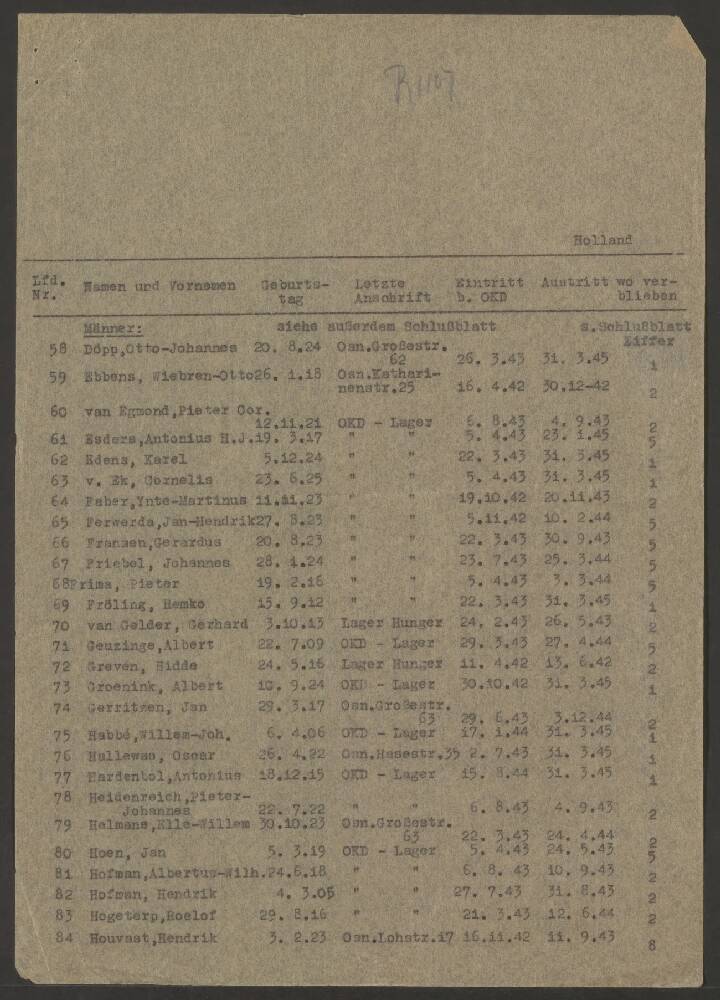 R1107
Holland
Lfd. Namen und Vornamen Geburts- Letzte Eintritt Austritt wo ver-
Nr. tag Anschrift b. OKD blieben
Männer: siehe außerdem Schlußblatt s.Schlußblatt
Ziffer
58 Döpp,Otto-Johannes 20. 8.24 Osn.Großestr.
62 26. 3.43 31. 3.45 1
59 Ebbens, Wiebren-Otto26. 1.18 Osn.Kathari-
nenstr.25 16. 4.42 30.12-42 2
60 van Egmond,Pieter Cor.
12.11.21 OKD - Lager 6. 8.43 4. 9.43 2
61 Esders,Antonius H.J.19. 3.17 " " 5. 4.43 23. 1.45 5
62 Edens, Karel 5.12.24 " " 22. 3.43 31. 3.45 1
63 v. Ek, Cornelis 23. 6.25 " " 5. 4.43 31. 3.45 1
64 Faber,Ynte-Martinus 11.11.23 " " 19.10.42 20.11.43 2
65 Ferwerda,Jan-Hendrik27. 8.23 " " 5.11.42 10. 2.44 5
66 Fransen,Gerardus 20. 8.23 " " 22. 3.43 30. 9.43 5
67 Friebel, Johannes 28. 1.24 " " 23. 7.43 25. 3.44 5
68Frima, Pieter 19. 2.16 " " 5. 4.43 3. 3.44 5
69 Fröling, Hemko 15. 9.12 " " 22. 3.43 31. 3.45 1
70 van Gelder, Gerhard 3.10.13 Lager Hunger 24. 2.43 26. 5.43 2
71 Geuzinge,Albert 22. 7.09 OKD - Lager 29. 3.43 27. 4.44 5
72 Greven, Hidde 24. 5.16 Lager Hunger 11. 4.42 13. 6.42 2
73 Groenink, Albert 10. 9.24 OKD - Lager 30.10.42 31. 3.45 1
74 Gerritsen, Jan 29. 3.17 Osn.Großestr.
63 29. 6.43 3.12.44 2
75 Habbé,Willem-Joh. 6. 4.06 OKD - Lager 17. 1.44 31. 3.45 1
76 Hallewas, Oscar 26. 4.22 Osn.Hasestr.35 2. 7.43 31. 3.45 1
77 Hardenbol,Antonius 18.12.15 OKD - Lager 15. 8.44 31. 3.45 1
78 Heidenreich,Pieter-
Johannes 22. 7.22 " " 6. 8.43 4. 9.43 2
79 Helmans,Elle-Willem 30.10.23 Osn.Großestr.
63 22. 3.43 24. 4.44 2
80 Hoen, Jan 5. 3.19 OKD - Lager 5. 4.43 24. 5.43 5
81 Hofman,Albertus-Wilh.24.6.18 " " 6. 8. 43 10. 9.43 2
82 Hofman, Hendrik 4. 3.05 " " 27. 7.43 31. 8.43 2
83 Hogeterp,Roelof 29. 8.16 " " 21. 3.43 12. 6.44 2
84 Houvast,Hendrik 3. 2.23 Osn.Lohstr.17 16.11.42 11. 9.43 8